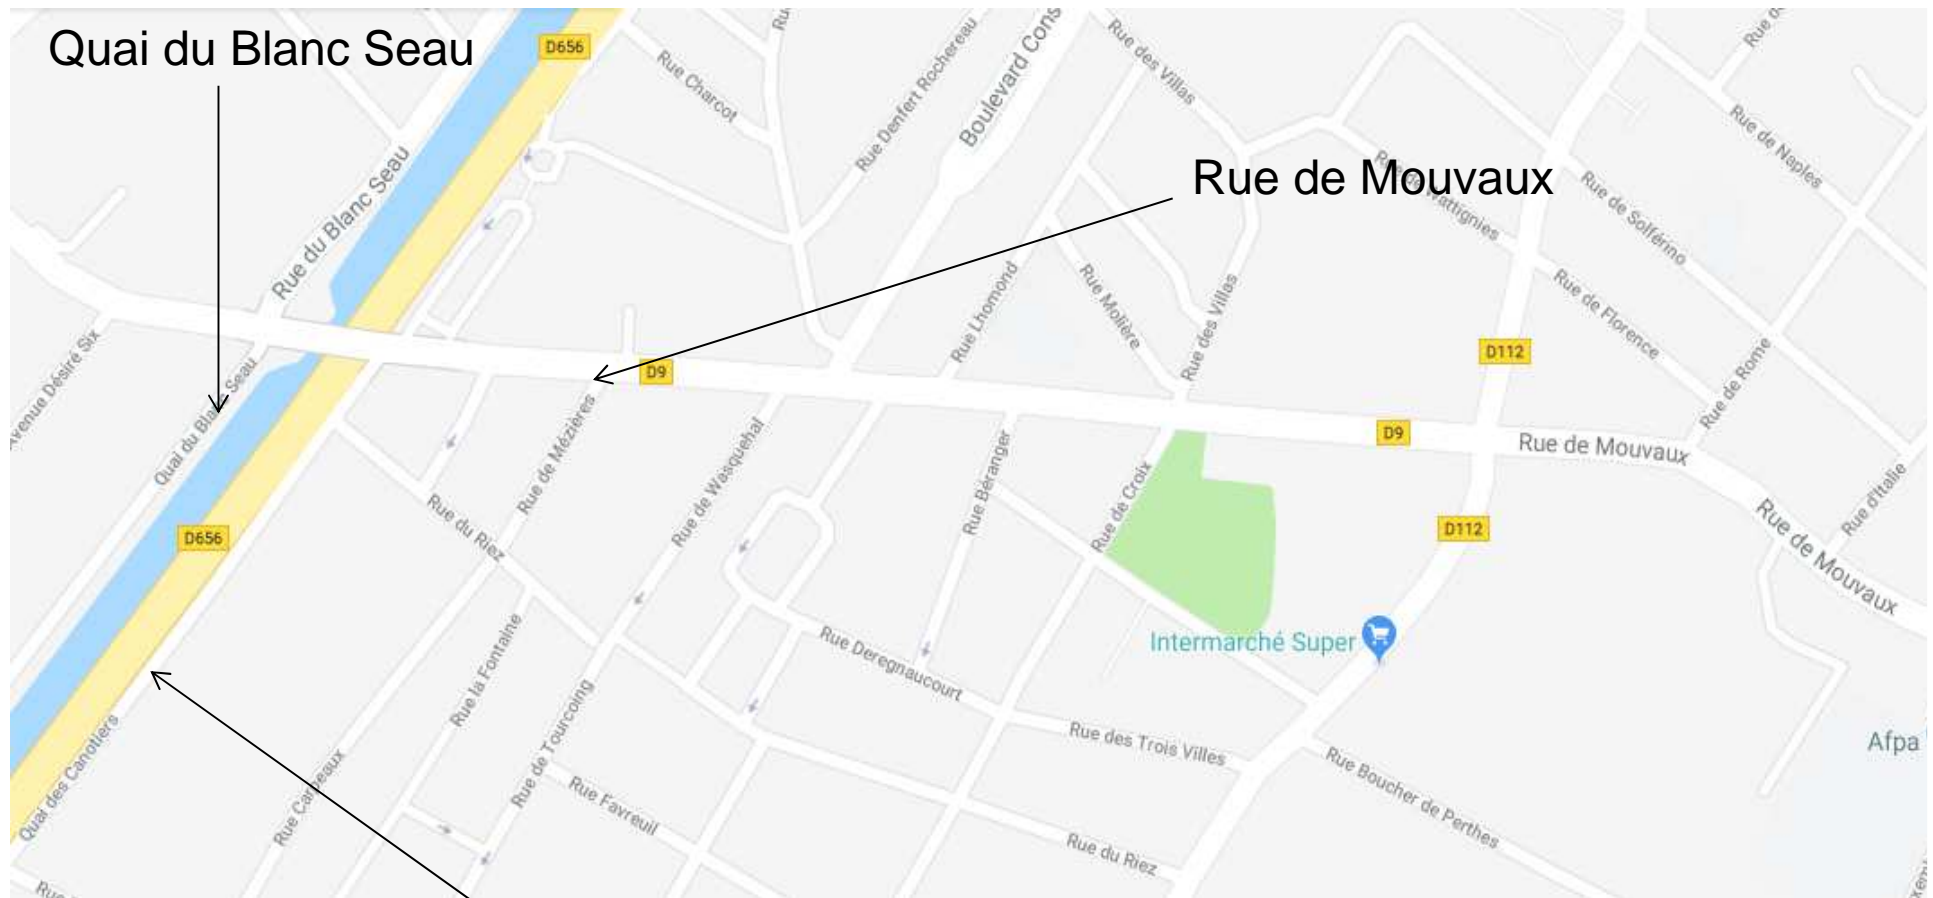 Quai du Blanc Seau
D656
Rue Charcot
Rue Denfert Rochereau
Boulevard Cons
Rue des Villas
Rue de Naples
Rue du Blanc Seau
Rue de Mouvaux
Rue de Wattignies
Rue de Solférino
Rue Lhomond
Rue Molière
Rue des Villas
Rue de Florence
Avenue Désiré Six
Quai du Blanc Seau
D9
D112
Rue de Rome
D9
Rue de Mouvaux
Rue de Mézières
Rue de Wasquehal
Rue Béranger
Rue de Croix
Rue d'Italie
D656
Rue du Riez
D112
Rue de Mouvaux
Intermarché Super
Rue la Fontaine
Rue Deregnaucourt
Rue de Tourcoing
Rue des Trois Villes
Afpa
Quai des Canotiers
Rue Carpeaux
Rue Favreuil
Rue Boucher de Perthes
Rue du Riez
Rue